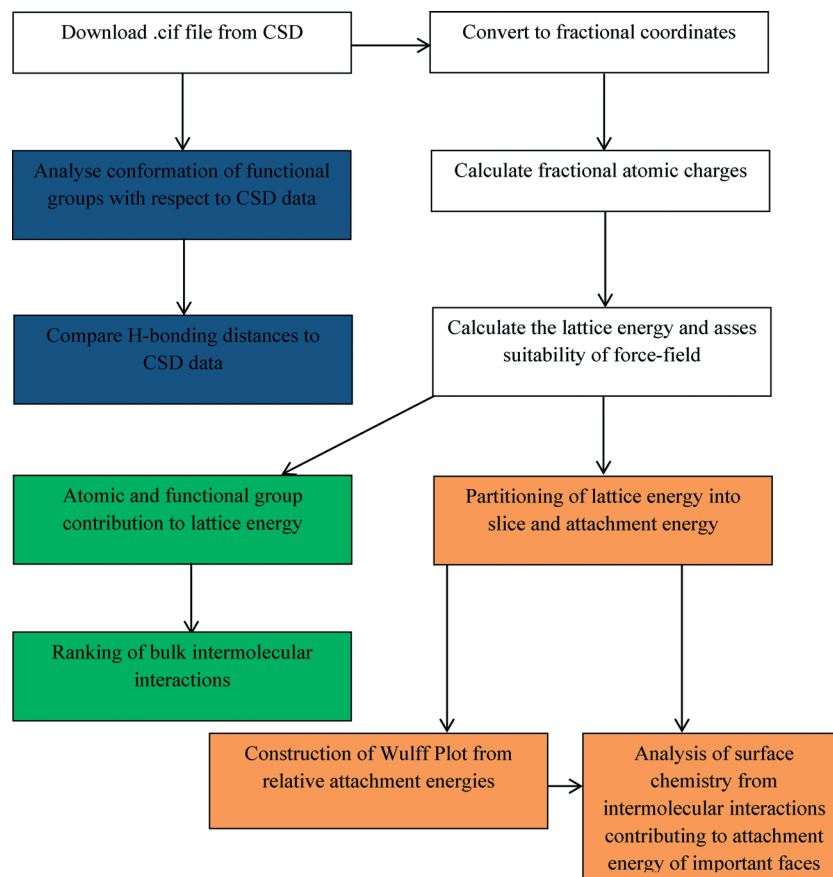 Download .cif file from CSD
Convert to fractional coordinates
Analyse conformation of functional
groups with respect to CSD data
Calculate fractional atomic charges
Compare H-bonding distances to
CSD data
Calculate the lattice energy and asses
suitability of force-field
Atomic and functional group
contribution to lattice energy
Partitioning of lattice energy into
slice and attachment energy
Ranking of bulk intermolecular
interactions
Construction of Wulff Plot from
relative attachment energies
Analysis of surface
chemistry from
intermolecular interactions
contributing to attachment
energy of important faces